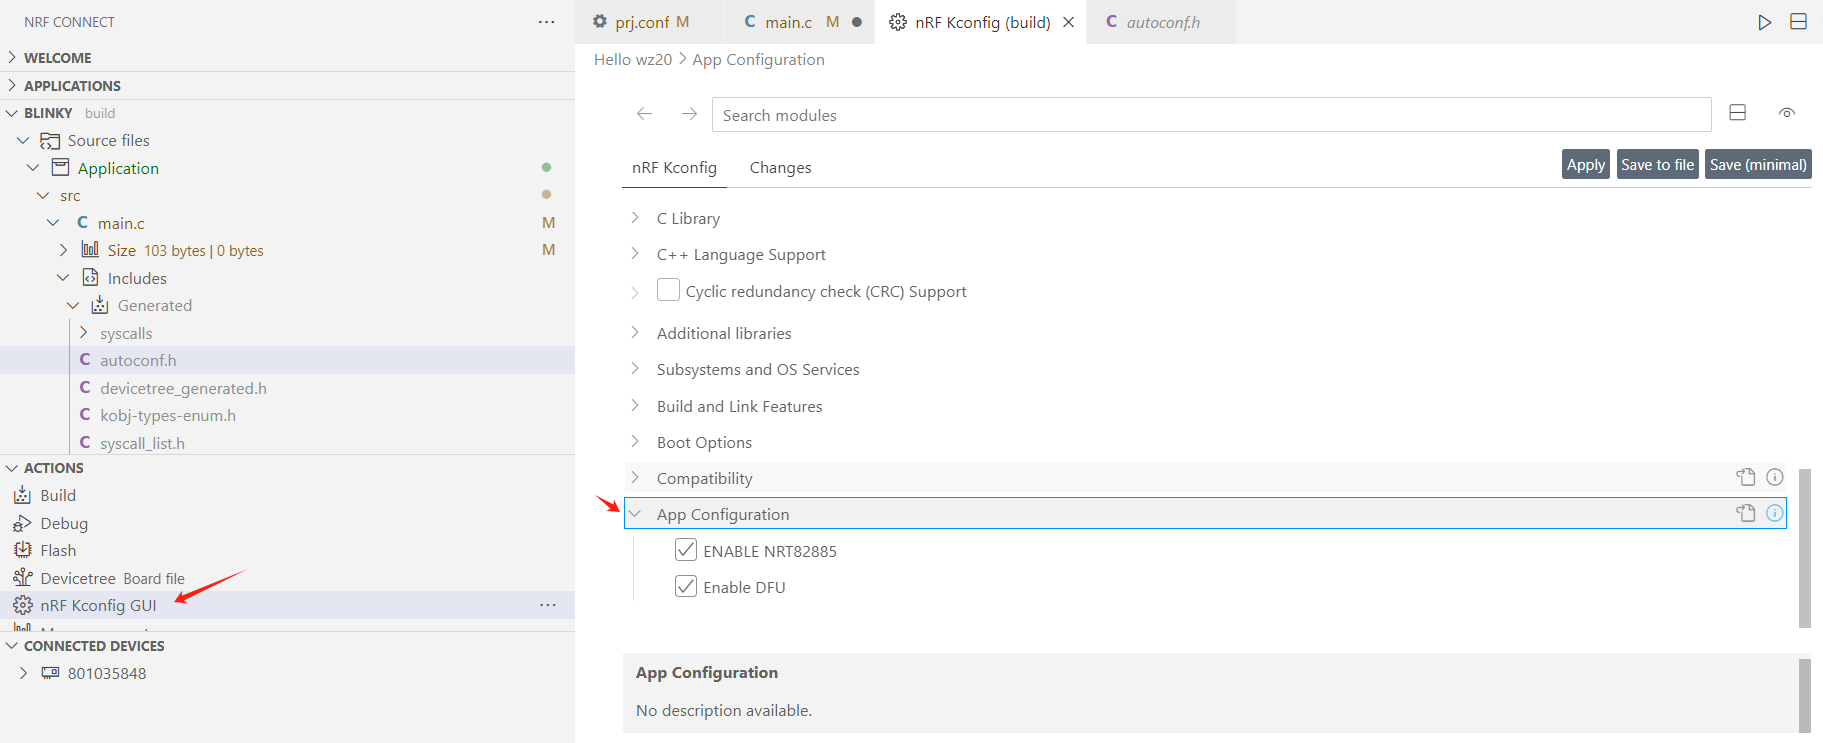 NRF CONNECT
WELCOME
APPLICATIONS
BLINKY build
Source files
Application
src
C main.c M
Size 103 bytes | 0 bytes M
Includes
Generated
syscalls
C autoconf.h
C devicetree_generated.h
C kobj-types-enum.h
C syscall_list.h
ACTIONS
Build
Debug
Flash
Devicetree Board file
nRF Kconfig GUI
CONNECTED DEVICES
801035848
prj.conf M
C main.c M
nRF Kconfig (build)
C autoconf.h
Hello wz20 > App Configuration
Search modules
nRF Kconfig Changes
Apply Save to file Save (minimal)
C Library
C++ Language Support
Cyclic redundancy check (CRC) Support
Additional libraries
Subsystems and OS Services
Build and Link Features
Boot Options
Compatibility
App Configuration
ENABLE NRT82885
Enable DFU
App Configuration
No description available.